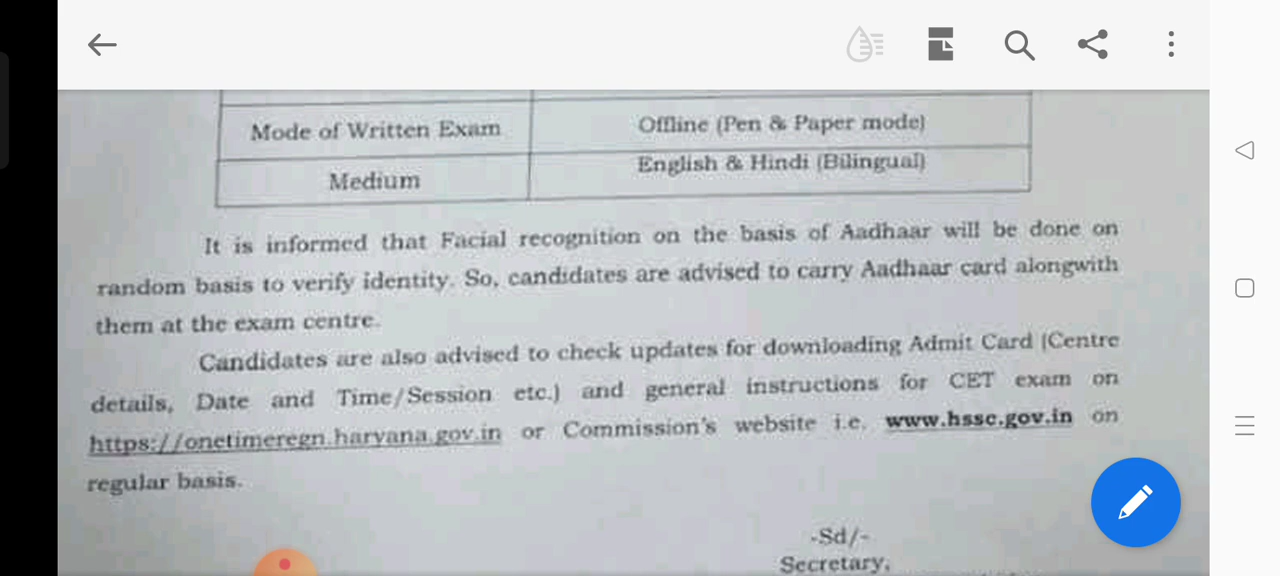 Mode of Written Exam Offline (Pen & Paper mode)
Medium English & Hindi (Bilingual)
It is informed that Facial recognition on the basis of Aadhaar will be done on
random basis to verify identity. So, candidates are advised to carry Aadhaar card alongwith
them at the exam centre.
Candidates are also advised to check updates for downloading Admit Card (Centre
details, Date and Time/Session etc.) and general instructions for CET exam on
https://onetimeregn.haryana.gov.in or Commission's website i.e. www.hssc.gov.in on
regular basis.
-Sd/-
Secretary,